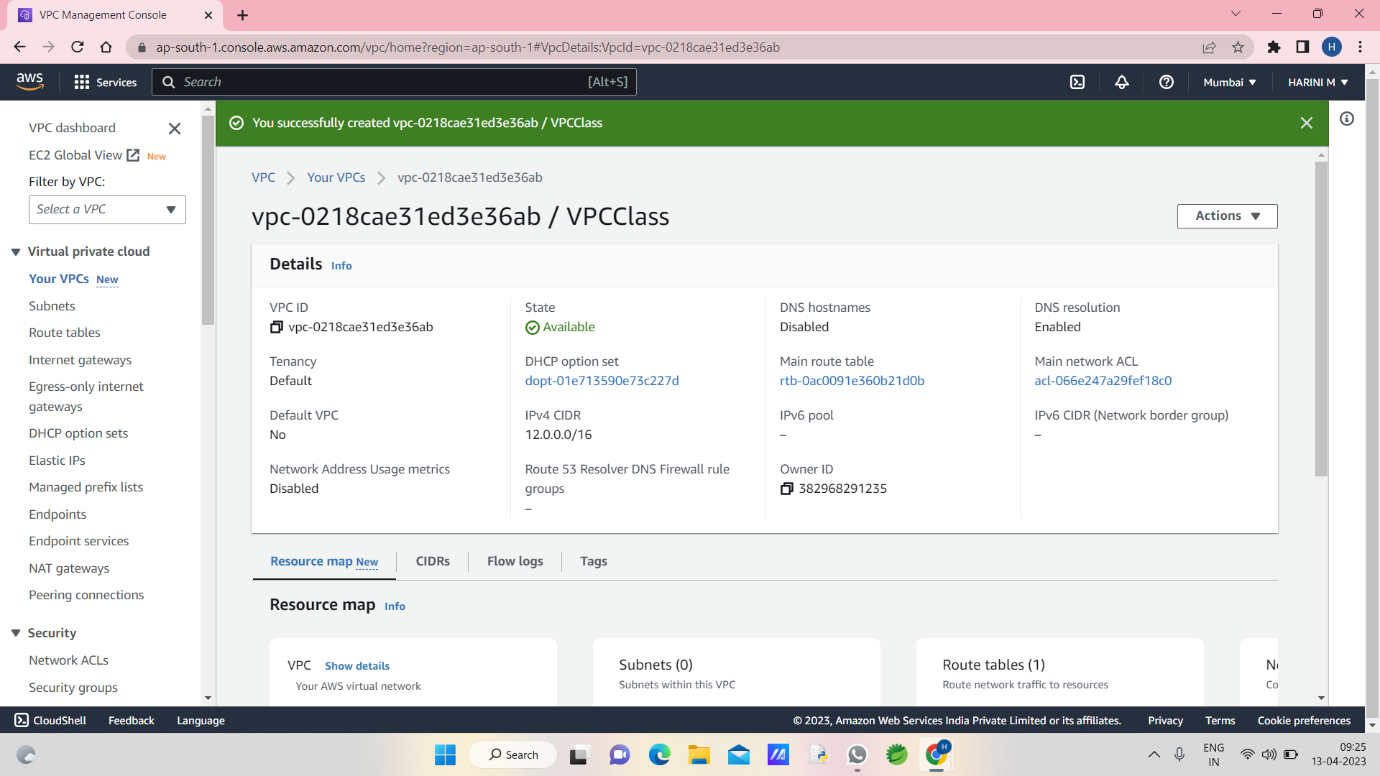 VPC Management Console
ap-south-1.console.aws.amazon.com/vpc/home?region=ap-south-1#VpcDetails:VpcId=vpc-0218cae31ed3e36ab
H
aws
Services
Search
[Alt+S]
Mumbai
HARINI M
VPC dashboard
EC2 Global View New
Filter by VPC:
Select a VPC
Virtual private cloud
Your VPCs New
Subnets
Route tables
Internet gateways
Egress-only internet
gateways
DHCP option sets
Elastic IPs
Managed prefix lists
Endpoints
Endpoint services
NAT gateways
Peering connections
Security
Network ACLs
Security groups
You successfully created vpc-0218cae31ed3e36ab / VPCClass
VPC
Your VPCs
vpc-0218cae31ed3e36ab
vpc-0218cae31ed3e36ab / VPCClass
Actions
Details Info
VPC ID
vpc-0218cae31ed3e36ab
State
Available
DNS hostnames
Disabled
DNS resolution
Enabled
Tenancy
Default
DHCP option set
dopt-01e713590e73c227d
Main route table
rtb-0ac0091e360b21d0b
Main network ACL
acl-066e247a29fef18c0
Default VPC
No
IPv4 CIDR
12.0.0.0/16
IPv6 pool
–
IPv6 CIDR (Network border group)
–
Network Address Usage metrics
Disabled
Route 53 Resolver DNS Firewall rule
groups
–
Owner ID
382968291235
Resource map New
CIDRs
Flow logs
Tags
Resource map Info
VPC Show details
Your AWS virtual network
Subnets (0)
Subnets within this VPC
Route tables (1)
Route network traffic to resources
CloudShell
Feedback
Language
© 2023, Amazon Web Services India Private Limited or its affiliates.
Privacy
Terms
Cookie preferences
Search
H
ENG
IN
09:25
13-04-2023